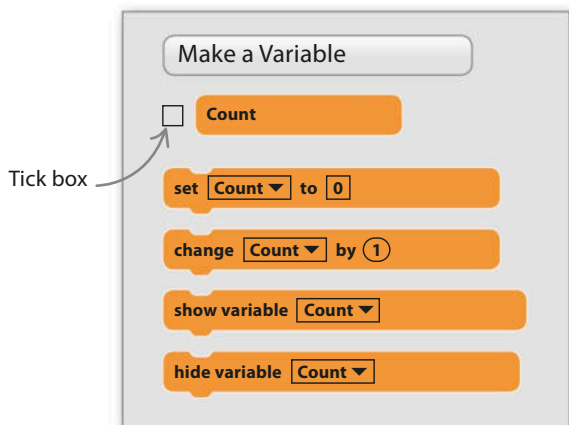 Make a Variable
Count
Tick box
set Count to 0
change Count by 1
show variable Count
hide variable Count